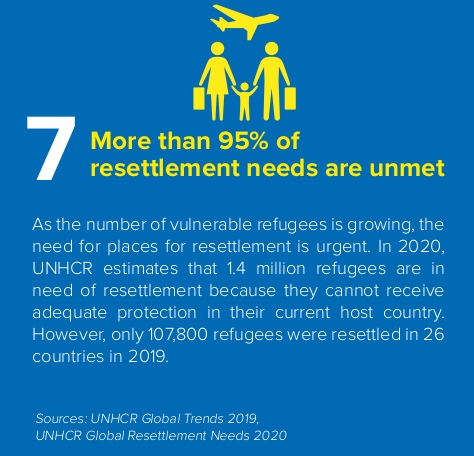 7
More than 95% of
resettlement needs are unmet
As the number of vulnerable refugees is growing, the
need for places for resettlement is urgent. In 2020,
UNHCR estimates that 1.4 million refugees are in
need of resettlement because they cannot receive
adequate protection in their current host country.
However, only 107,800 refugees were resettled in 26
countries in 2019.
Sources: UNHCR Global Trends 2019,
UNHCR Global Resettlement Needs 2020